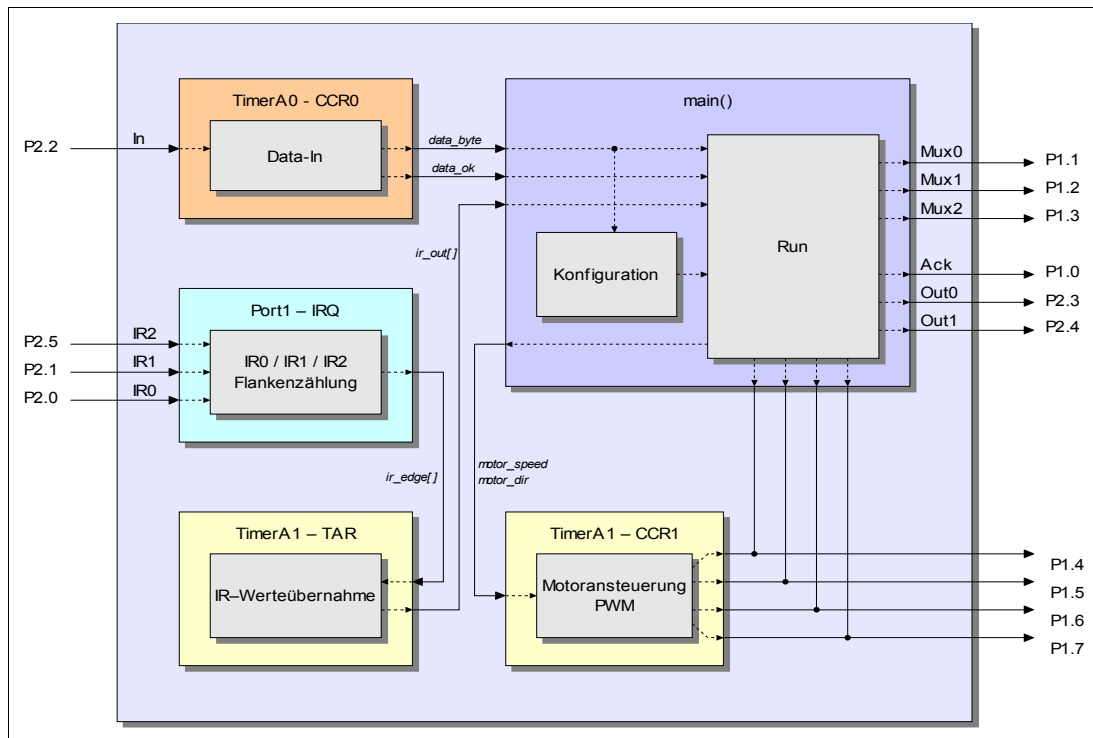 TimerA0 - CCR0
main()
P2.2
In
Data-In
data_byte
data_ok
ir_out[]
Konfiguration
Run
Mux0
P1.1
Mux1
P1.2
Mux2
P1.3
Ack
P1.0
Out0
P2.3
Out1
P2.4
Port1 – IRQ
P2.5
IR2
P2.1
IR1
P2.0
IR0
IR0 / IR1 / IR2
Flankenzählung
ir_edge[]
motor_speed
motor_dir
TimerA1 – TAR
IR–Werteübernahme
TimerA1 – CCR1
Motoransteuerung
PWM
P1.4
P1.5
P1.6
P1.7